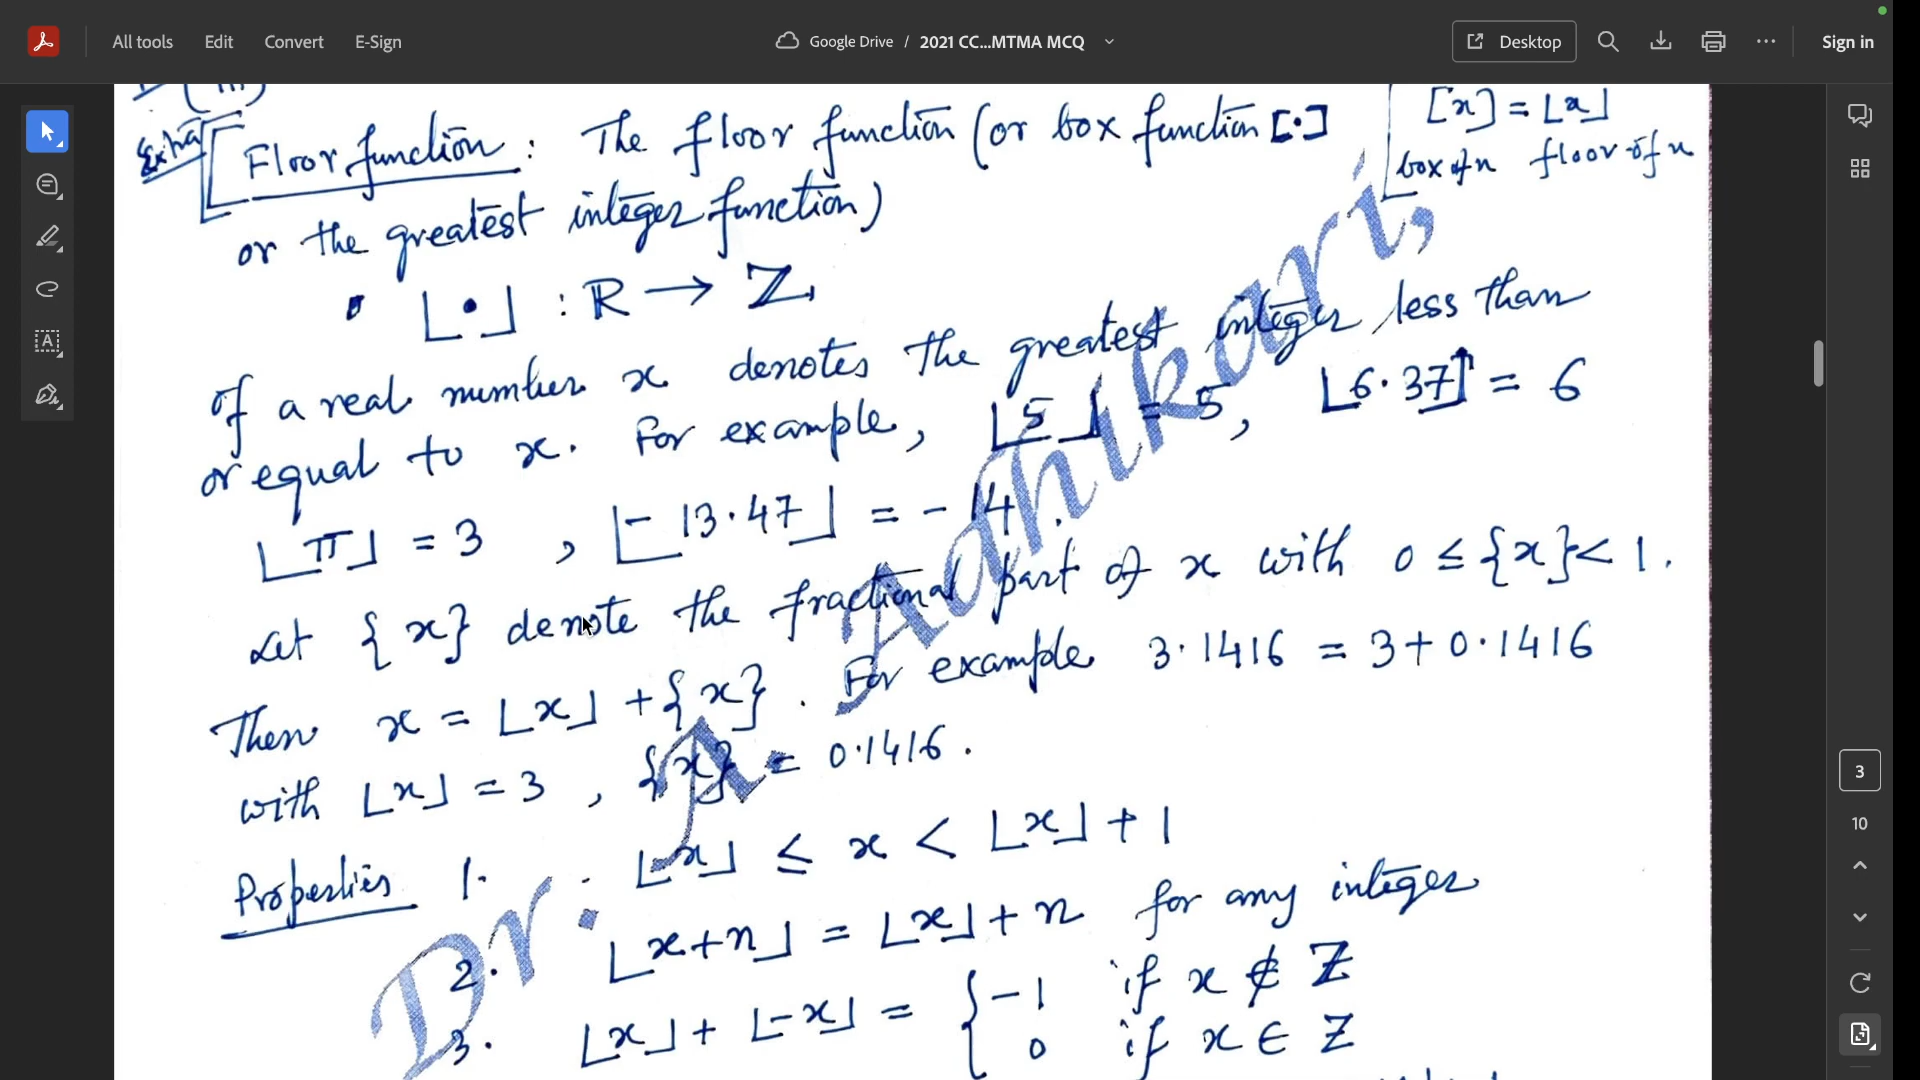 All tools Edit Convert E-Sign Google Drive / 2021 CC...MTMA MCQ Desktop Sign in
Extra Floor function : The floor function (or box function [·]
[x] = ⌊x⌋
box of x floor of x
or the greatest integer function)
⌊•⌋ : R → Z,
of a real number x denotes the greatest integer less than
or equal to x. For example, ⌊5⌋ = 5, ⌊6.37⌋ = 6
⌊π⌋ = 3 , ⌊-13.47⌋ = -14.
Let {x} denote the fractional part of x with 0 ≤ {x} < 1.
Then x = ⌊x⌋ + {x}. For example 3.1416 = 3+0.1416
with ⌊x⌋ = 3 , {x} = 0.1416.
Properties 1. ⌊x⌋ ≤ x < ⌊x⌋ + 1
2. ⌊x+n⌋ = ⌊x⌋ + n for any integer
3. ⌊x⌋ + ⌊-x⌋ = { -1 if x ∉ Z
0 if x ∈ Z
Dr. A. Adhikari,
3
10